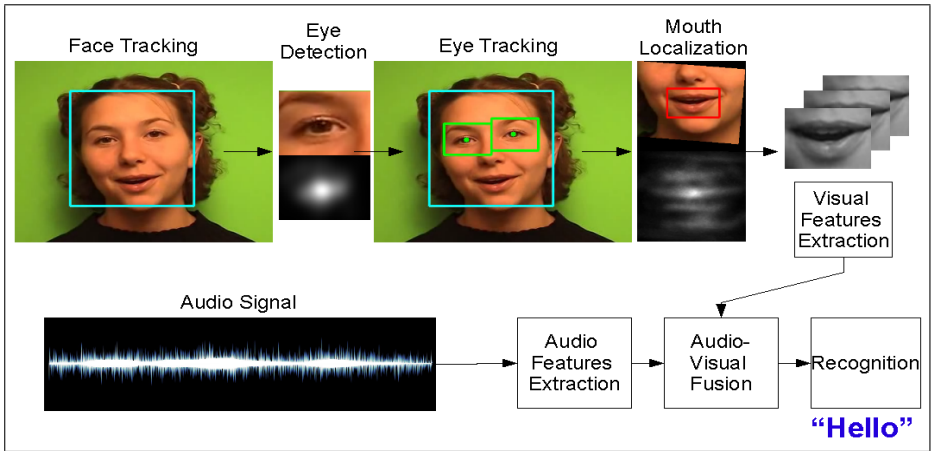 Face Tracking
Eye
Detection
Eye Tracking
Mouth
Localization
Visual
Features
Extraction
Audio Signal
Audio
Features
Extraction
Audio-
Visual
Fusion
Recognition
“Hello”